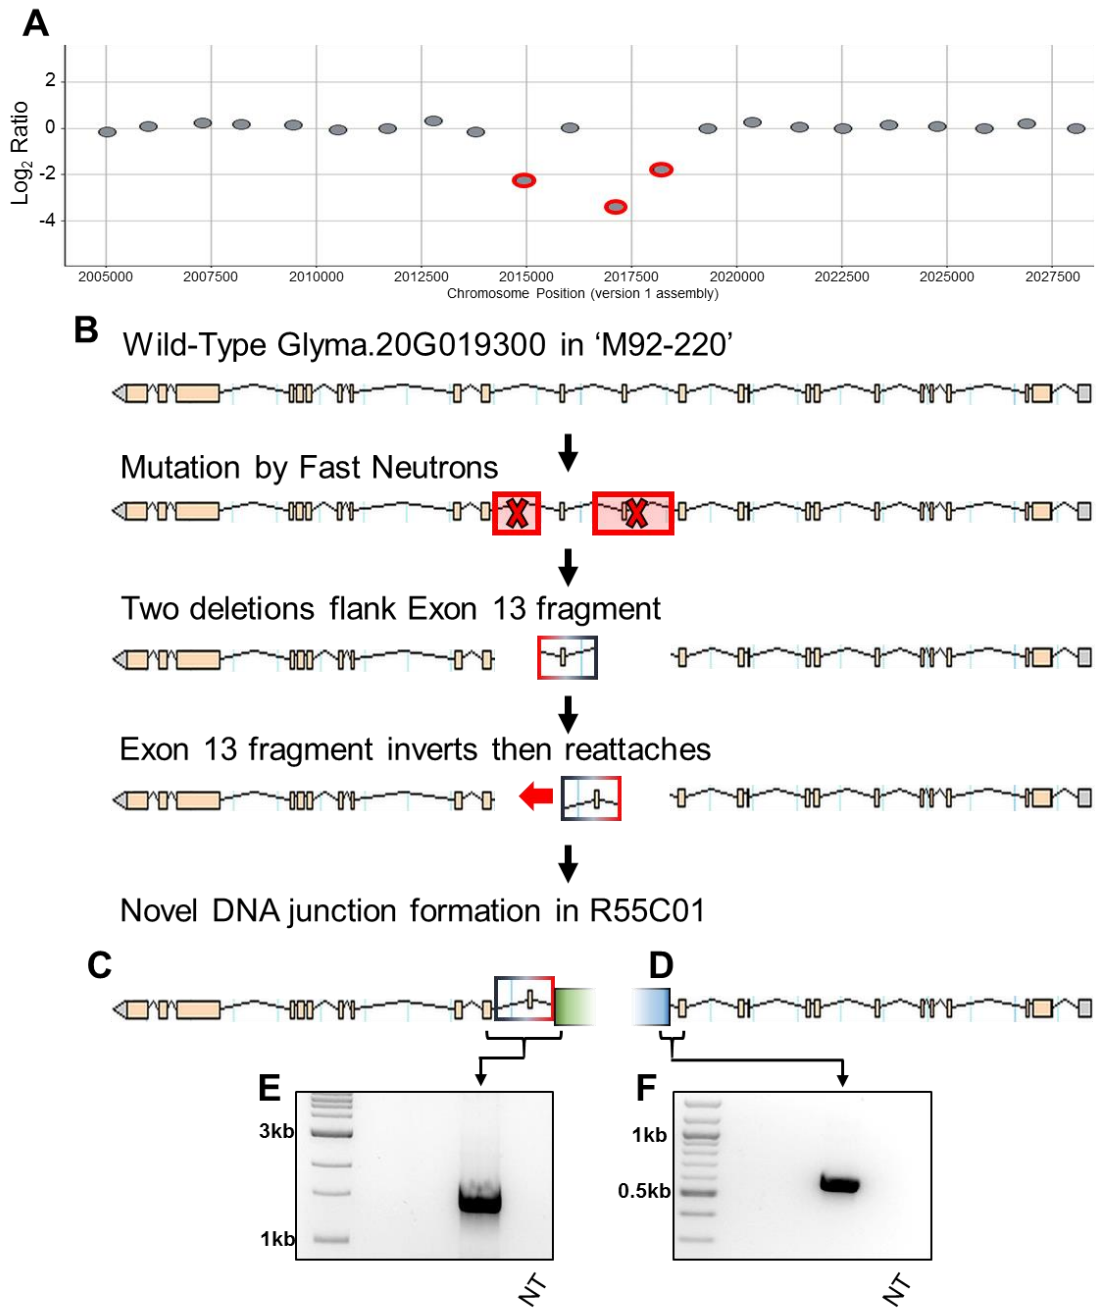 A
2
0
-2
-4
Log2 Ratio
2005000 2007500 2010000 2012500 2015000 2017500 2020000 2022500 2025000 2027500
Chromosome Position (version 1 assembly)
B
Wild-Type Glyma.20G019300 in ‘M92-220’
Mutation by Fast Neutrons
X X
Two deletions flank Exon 13 fragment
Exon 13 fragment inverts then reattaches
Novel DNA junction formation in R55C01
C D
E F
3kb
1kb
NT
1kb
0.5kb
NT